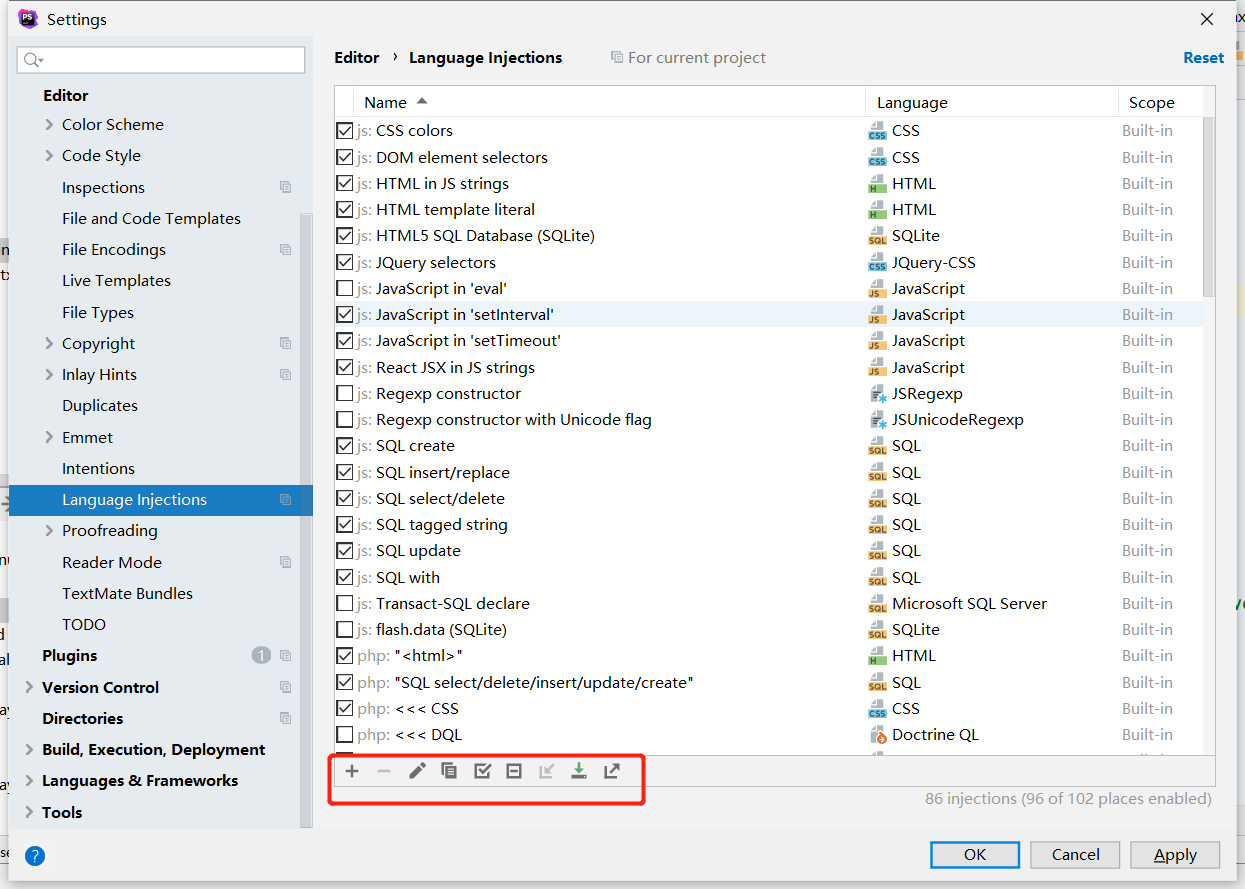 PS Settings
Editor › Language Injections For current project Reset
Editor
Color Scheme
Code Style
Inspections
File and Code Templates
File Encodings
Live Templates
File Types
Copyright
Inlay Hints
Duplicates
Emmet
Intentions
Language Injections
Proofreading
Reader Mode
TextMate Bundles
TODO
Plugins 1
Version Control
Directories
Build, Execution, Deployment
Languages & Frameworks
Tools
Name Language Scope
js: CSS colors CSS Built-in
js: DOM element selectors CSS Built-in
js: HTML in JS strings HTML Built-in
js: HTML template literal HTML Built-in
js: HTML5 SQL Database (SQLite) SQLite Built-in
js: JQuery selectors JQuery-CSS Built-in
js: JavaScript in 'eval' JavaScript Built-in
js: JavaScript in 'setInterval' JavaScript Built-in
js: JavaScript in 'setTimeout' JavaScript Built-in
js: React JSX in JS strings JavaScript Built-in
js: Regexp constructor JSRegexp Built-in
js: Regexp constructor with Unicode flag JSUnicodeRegexp Built-in
js: SQL create SQL Built-in
js: SQL insert/replace SQL Built-in
js: SQL select/delete SQL Built-in
js: SQL tagged string SQL Built-in
js: SQL update SQL Built-in
js: SQL with SQL Built-in
js: Transact-SQL declare Microsoft SQL Server Built-in
js: flash.data (SQLite) SQLite Built-in
php: "<html>" HTML Built-in
php: "SQL select/delete/insert/update/create" SQL Built-in
php: <<< CSS CSS Built-in
php: <<< DQL Doctrine QL Built-in
86 injections (96 of 102 places enabled)
? OK Cancel Apply